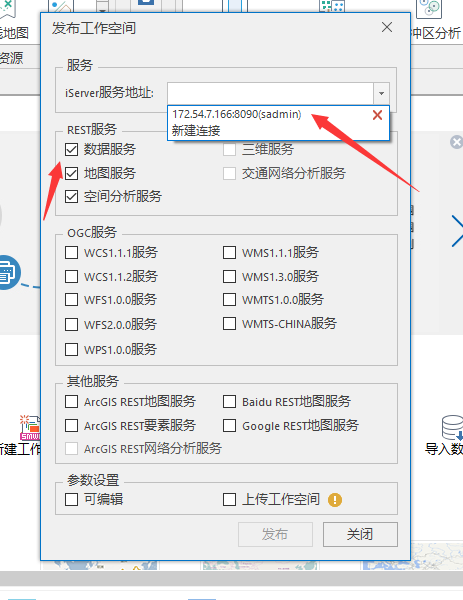 发布工作空间
戋地图
冲区分析
资源
服务
iServer服务地址:
172.54.7.166:8090(sadmin)
新建连接
REST服务
数据服务
三维服务
地图服务
交通网络分析服务
空间分析服务
OGC服务
WCS1.1.1服务
WMS1.1.1服务
WCS1.1.2服务
WMS1.3.0服务
WFS1.0.0服务
WMTS1.0.0服务
WFS2.0.0服务
WMTS-CHINA服务
WPS1.0.0服务
其他服务
ArcGIS REST地图服务
Baidu REST地图服务
ArcGIS REST要素服务
Google REST地图服务
ArcGIS REST网络分析服务
SMW
新建工作
导入数
参数设置
可编辑
上传工作空间
发布
关闭